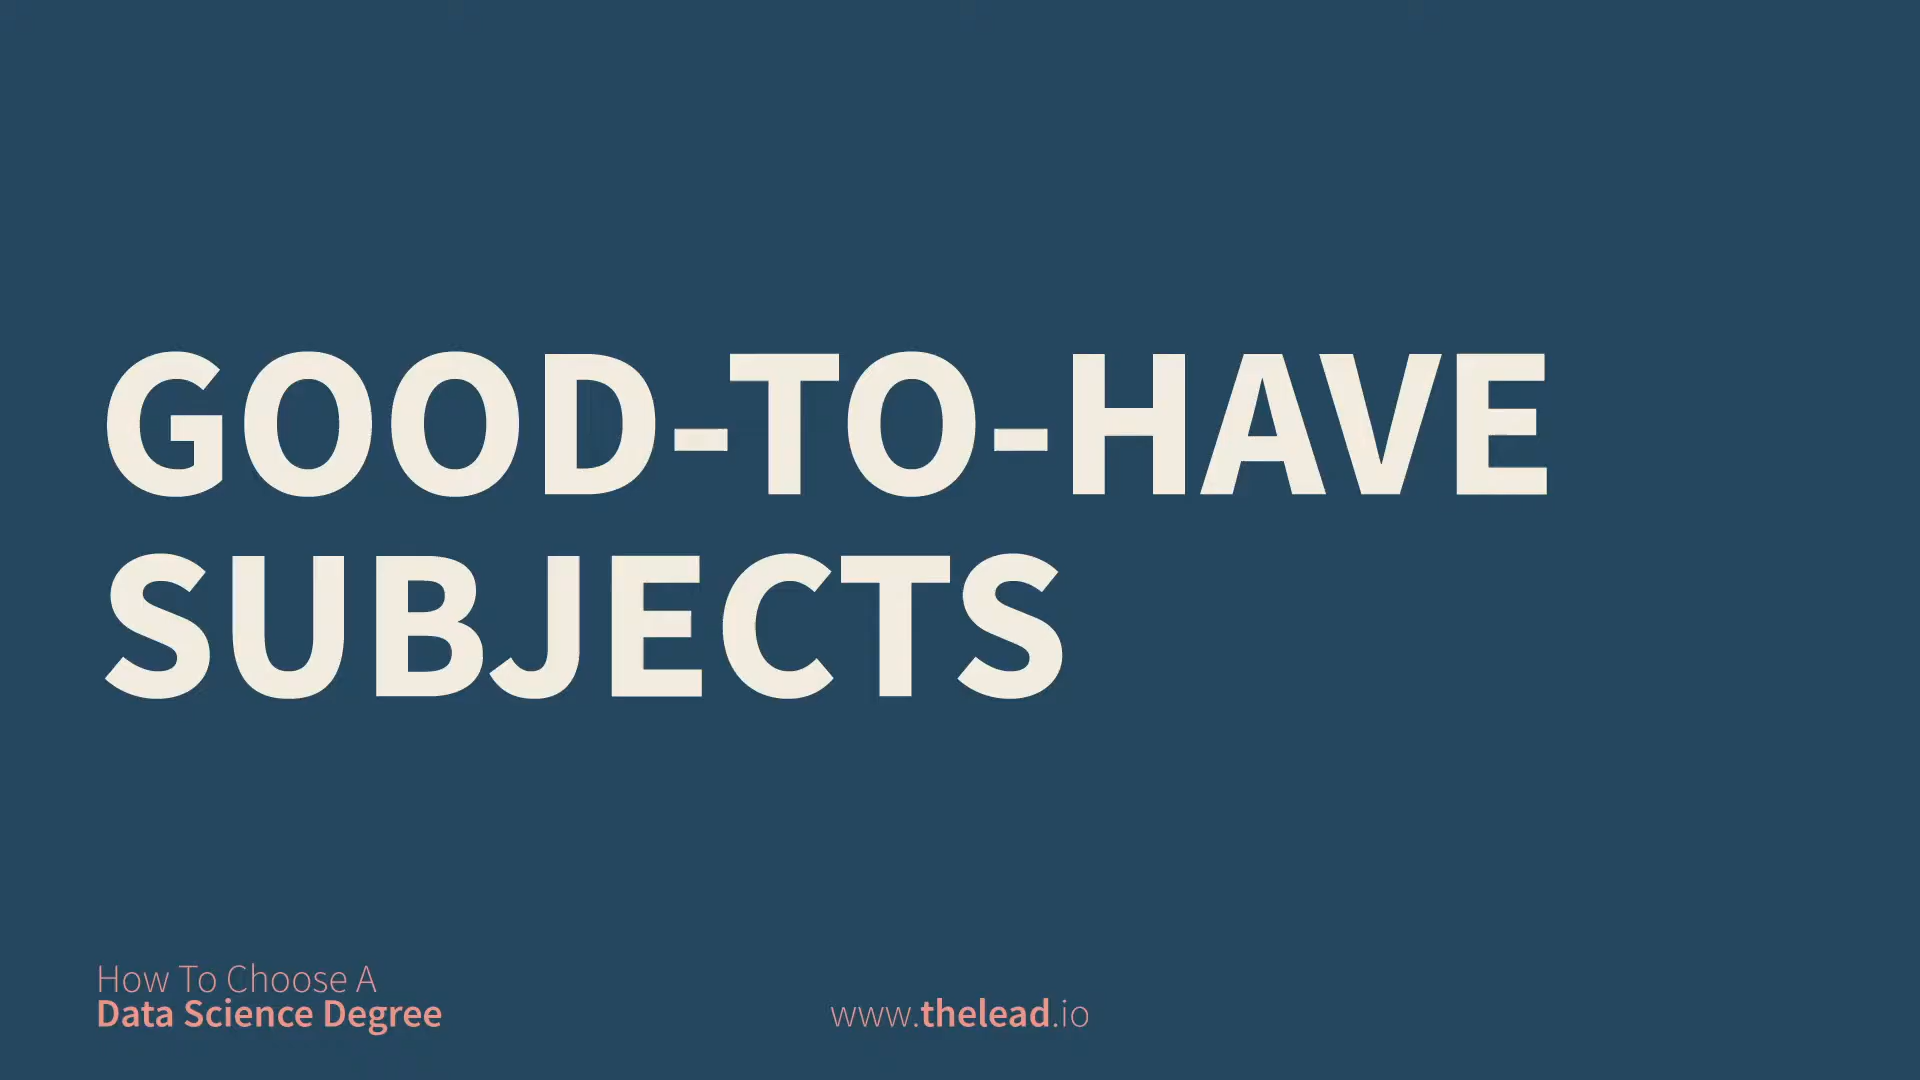 GOOD-TO-HAVE
SUBJECTS
How To Choose A
Data Science Degree
www.thelead.io